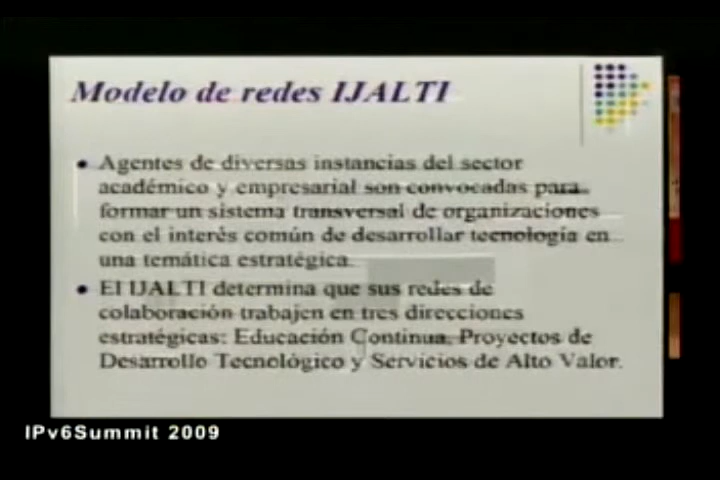 Modelo de redes IJALTI
• Agentes de diversas instancias del sector
académico y empresarial son convocadas para
formar un sistema transversal de organizaciones
con el interés común de desarrollar tecnología en
una temática estratégica.
• El IJALTI determina que sus redes de
colaboración trabajen en tres direcciones
estratégicas: Educación Continua, Proyectos de
Desarrollo Tecnológico y Servicios de Alto Valor.
IPv6Summit 2009